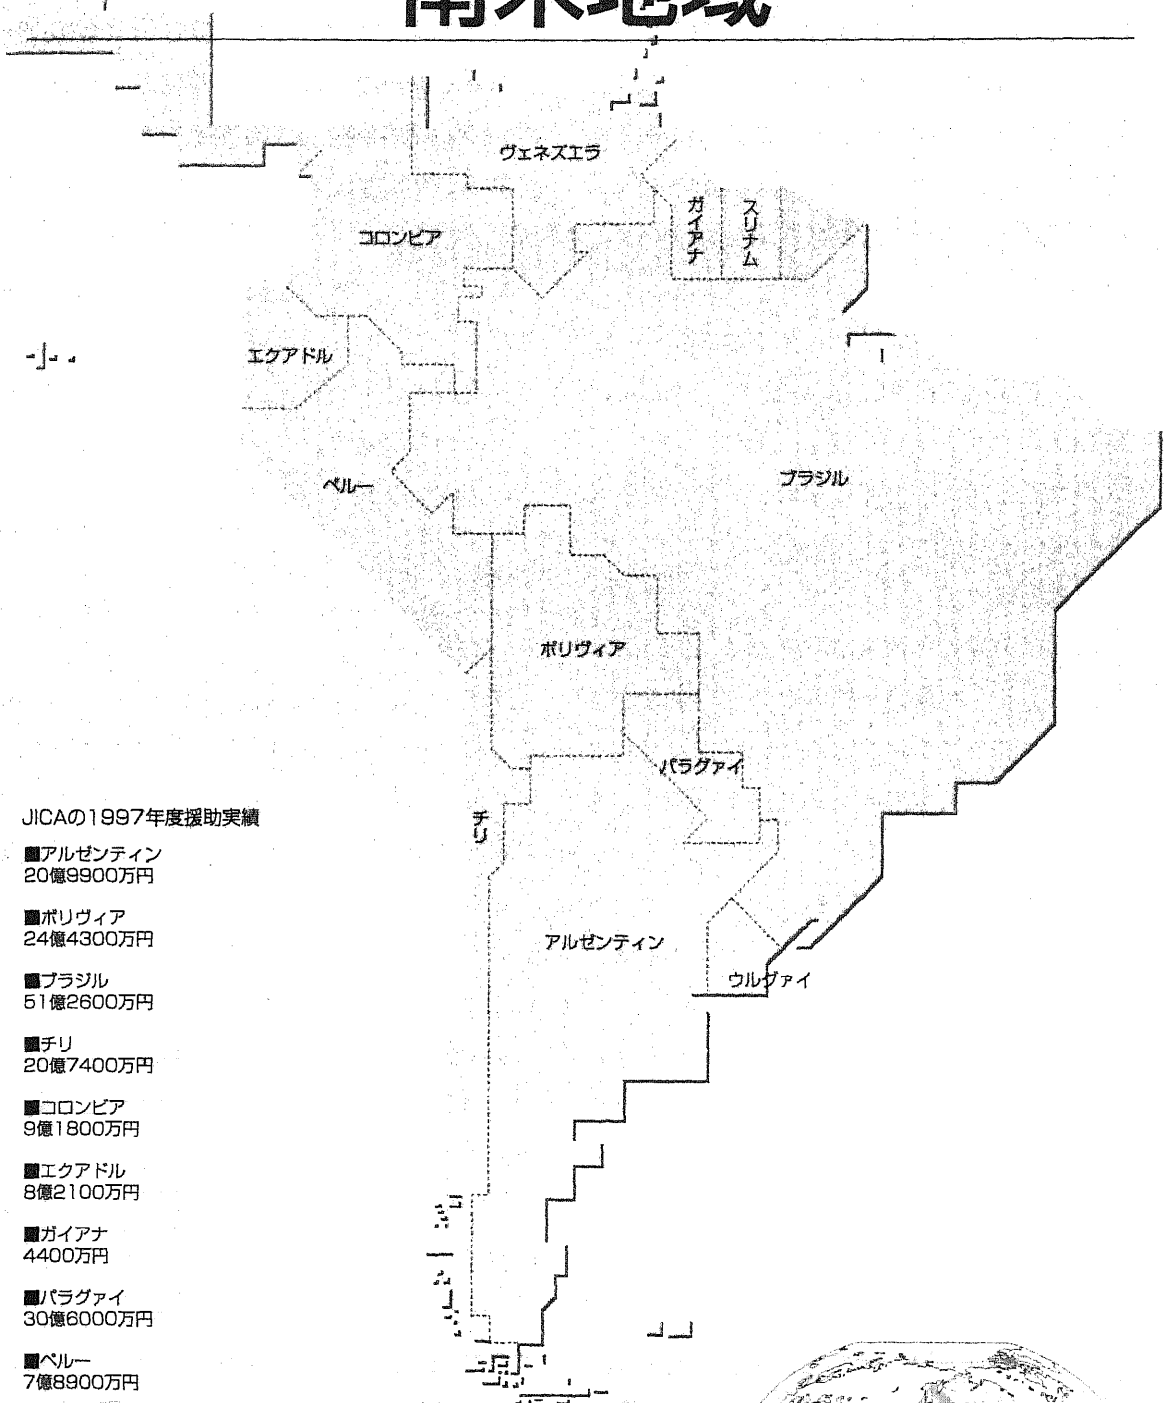 南米地域
ヴェネズエラ
ガイアナ
スリナム
コロンビア
エクアドル
ペルー
ブラジル
ボリヴィア
パラグァイ
チリ
アルゼンティン
ウルグァイ
JICAの1997年度援助実績
■アルゼンティン
20億9900万円
■ボリヴィア
24億4300万円
■ブラジル
51億2600万円
■チリ
20億7400万円
■コロンビア
9億1800万円
■エクアドル
8億2100万円
■ガイアナ
4400万円
■パラグァイ
30億6000万円
■ペルー
7億8900万円